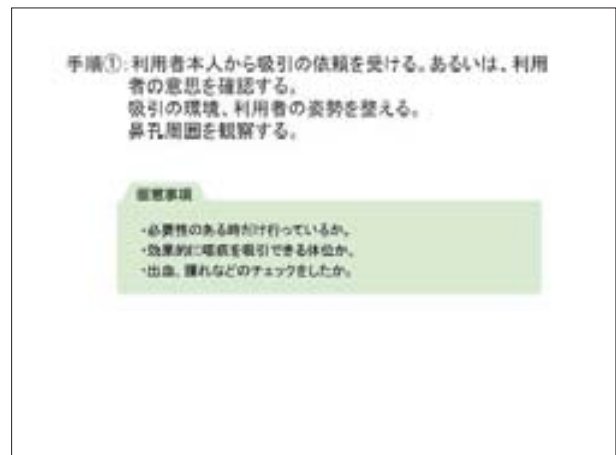 手順①:利用者本人から吸引の依頼を受ける。あるいは、利用
者の意思を確認する。
吸引の環境、利用者の姿勢を整える。
鼻孔周囲を観察する。
留意事項
・必要性のある時だけ行っているか。
・効果的に喀痰を吸引できる体位か。
・出血、腫れなどのチェックをしたか。